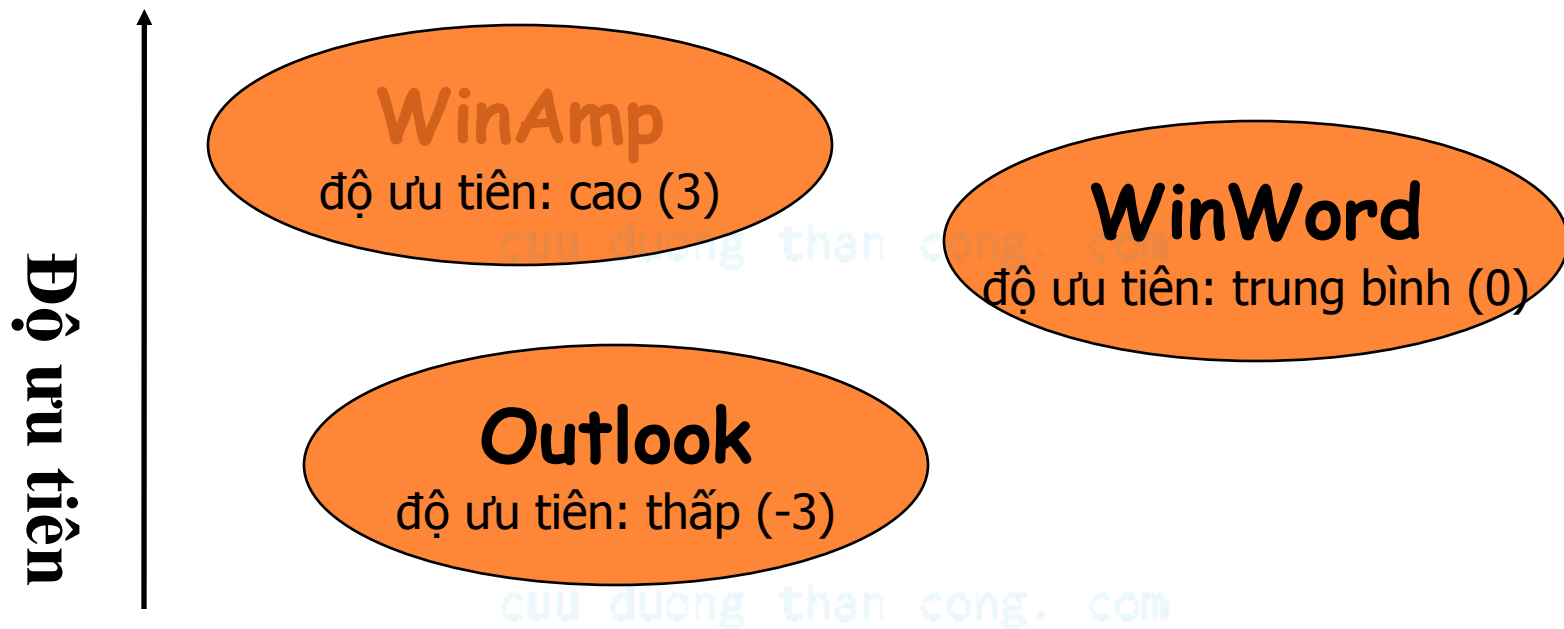 Độ ưu tiên
WinAmp
độ ưu tiên: cao (3)
WinWord
độ ưu tiên: trung bình (0)
cuu duong than cong. com
Outlook
độ ưu tiên: thấp (-3)
cuu duong than cong. com